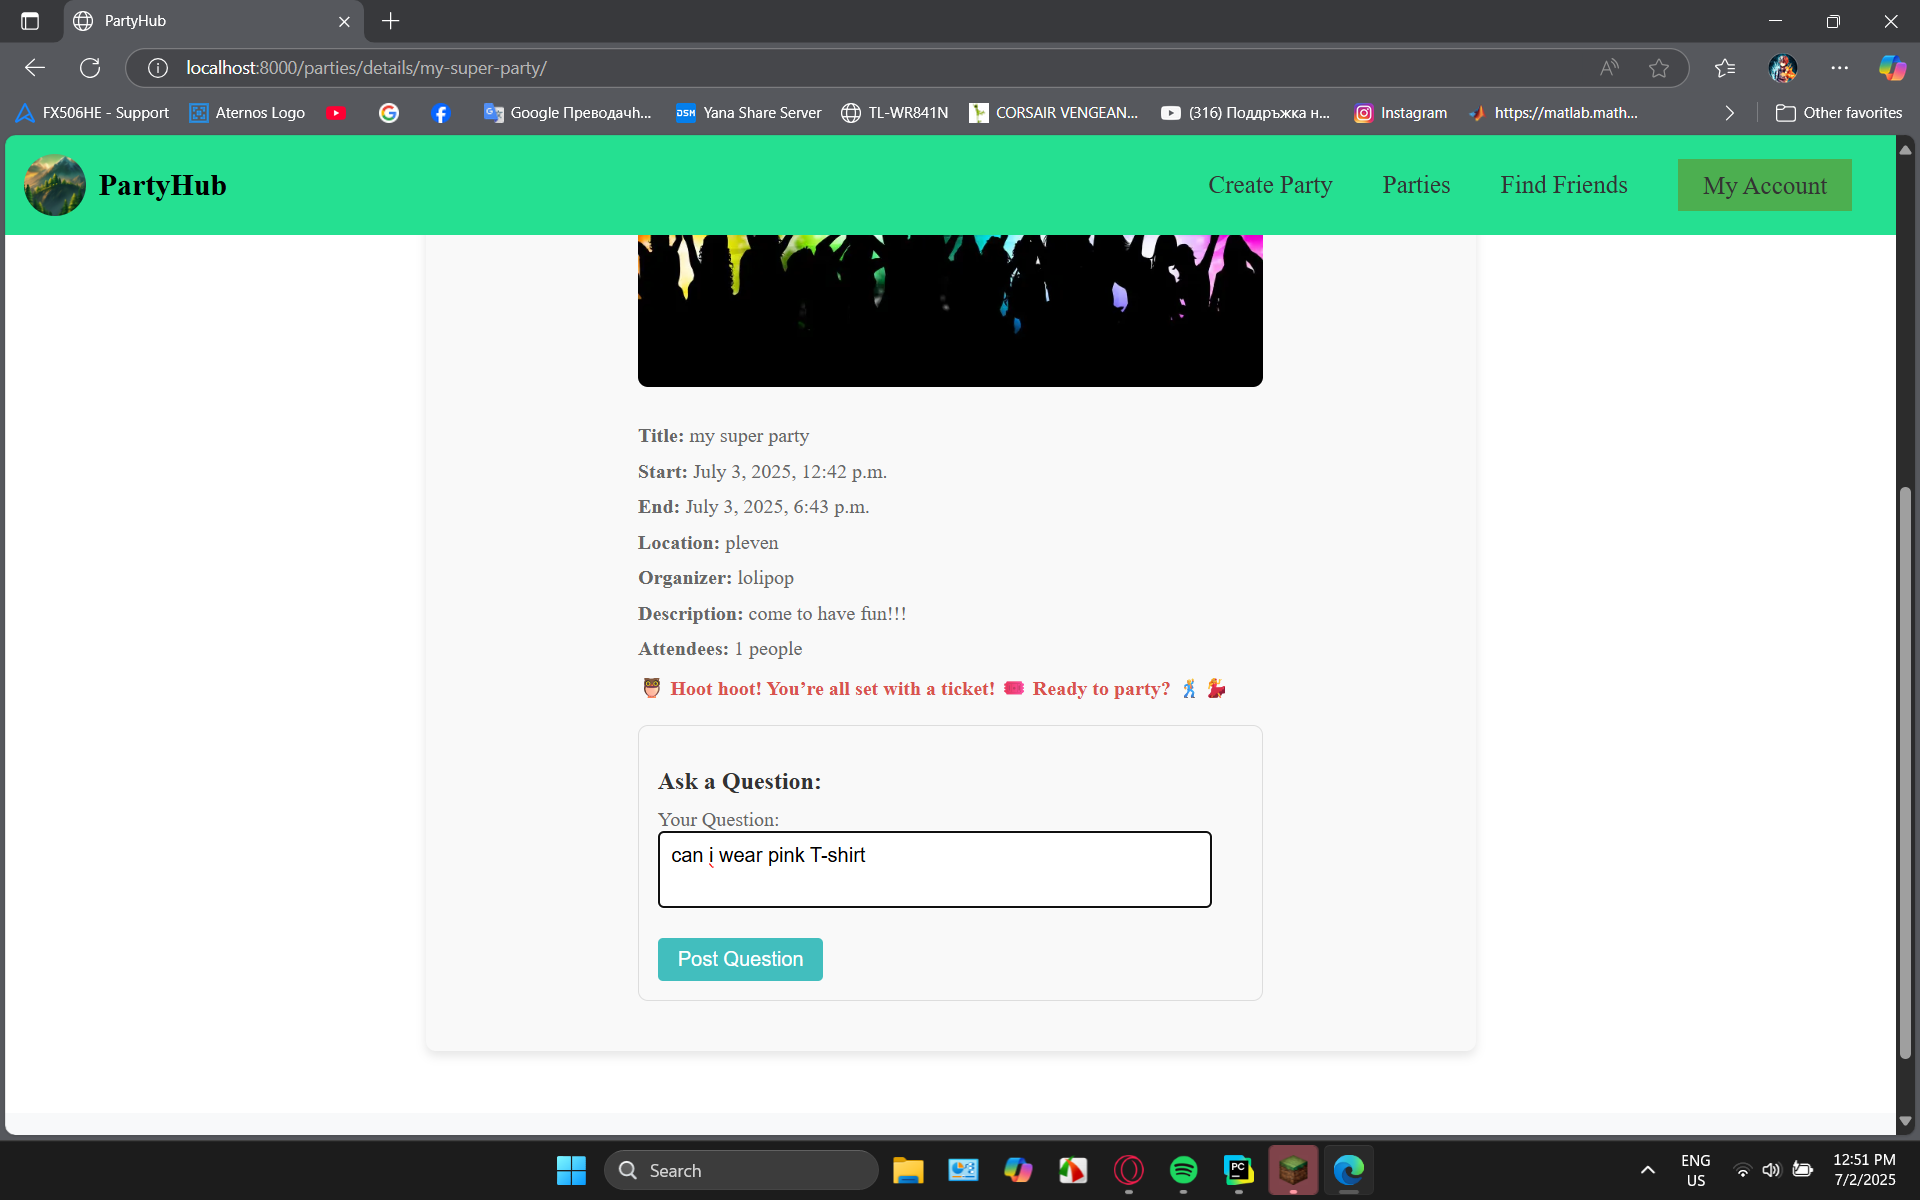 PartyHub
localhost:8000/parties/details/my-super-party/
FX506HE - Support
Aternos Logo
Google Преводачћ...
DSM Yana Share Server
TL-WR841N
CORSAIR VENGEAN...
(316) Поддръжка н...
Instagram
https://matlab.math...
Other favorites
PartyHub
Create Party
Parties
Find Friends
My Account
Title: my super party
Start: July 3, 2025, 12:42 p.m.
End: July 3, 2025, 6:43 p.m.
Location: pleven
Organizer: lolipop
Description: come to have fun!!!
Attendees: 1 people
🦉 Hoot hoot! You’re all set with a ticket! 🎟️ Ready to party? 🕺 💃
Ask a Question:
Your Question:
can i wear pink T-shirt
Post Question
Search
PC
ENG
US
12:51 PM
7/2/2025